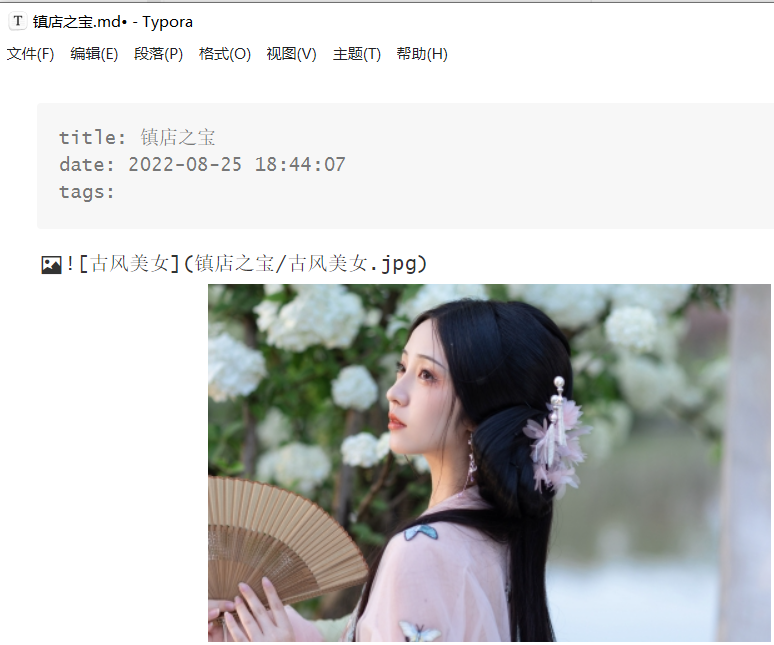 T 镇店之宝.md• - Typora
文件(F) 编辑(E) 段落(P) 格式(O) 视图(V) 主题(T) 帮助(H)
title: 镇店之宝
date: 2022-08-25 18:44:07
tags:
![古风美女](镇店之宝/古风美女.jpg)